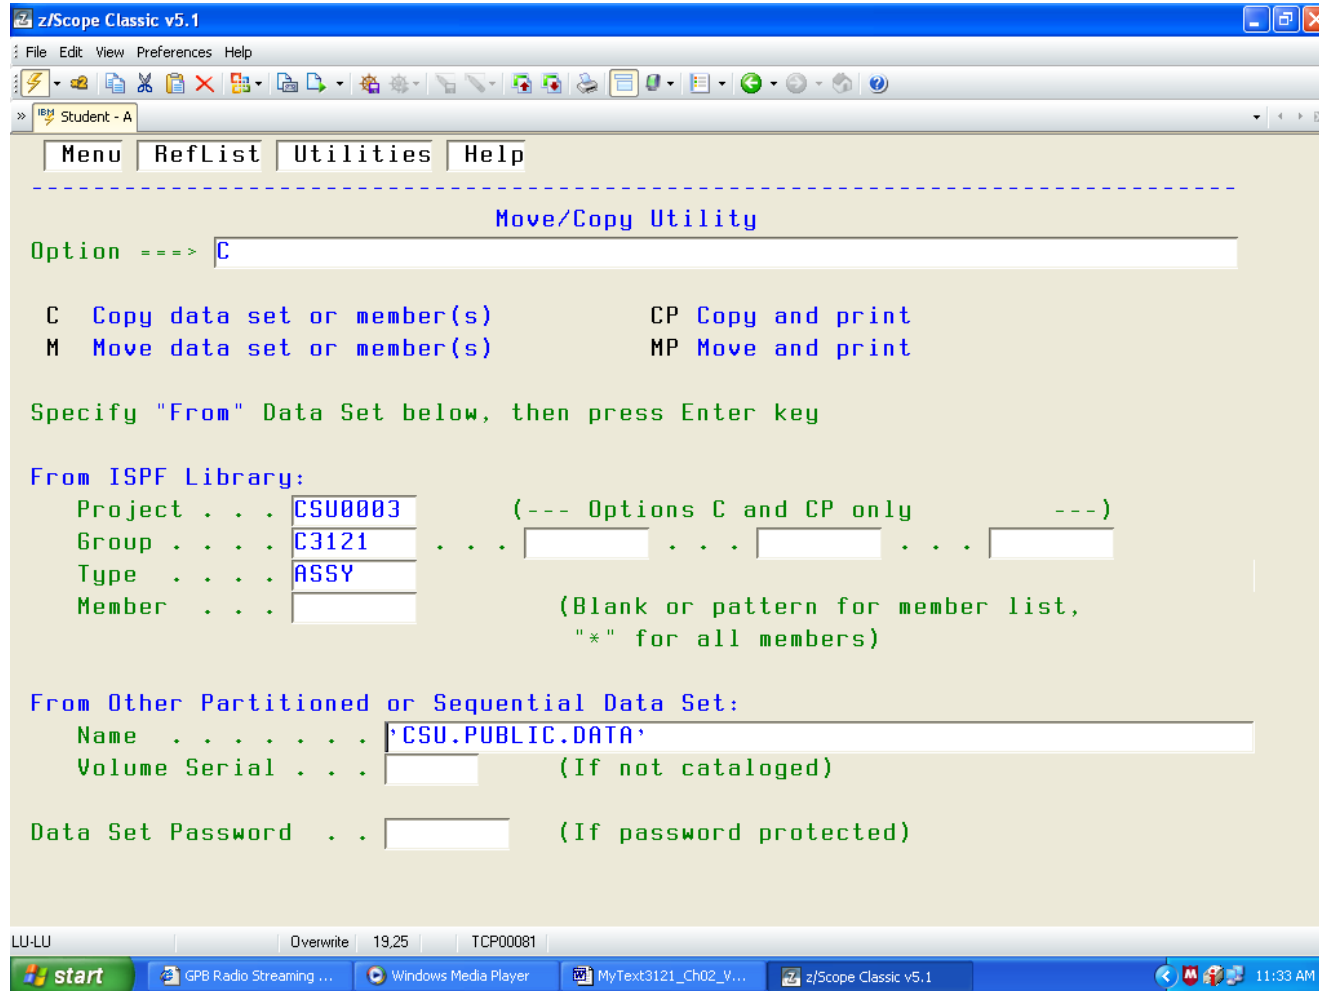 z/Scope Classic v5.1
File Edit View Preferences Help
IBM Student - A
Menu RefList Utilities Help
------------------------------------------------------------------------------
Move/Copy Utility
Option ===> C
C Copy data set or member(s) CP Copy and print
M Move data set or member(s) MP Move and print
Specify "From" Data Set below, then press Enter key
From ISPF Library:
Project . . . CSU0003 (--- Options C and CP only ---)
Group . . . . C3121 . . . . . . . . .
Type . . . . ASSY
Member . . . (Blank or pattern for member list,
"*" for all members)
From Other Partitioned or Sequential Data Set:
Name . . . . . . . 'CSU.PUBLIC.DATA'
Volume Serial . . . (If not cataloged)
Data Set Password . . (If password protected)
LU-LU Overwrite 19,25 TCP00081
start GPB Radio Streaming ... Windows Media Player MyText3121_Ch02_V... z/Scope Classic v5.1 11:33 AM